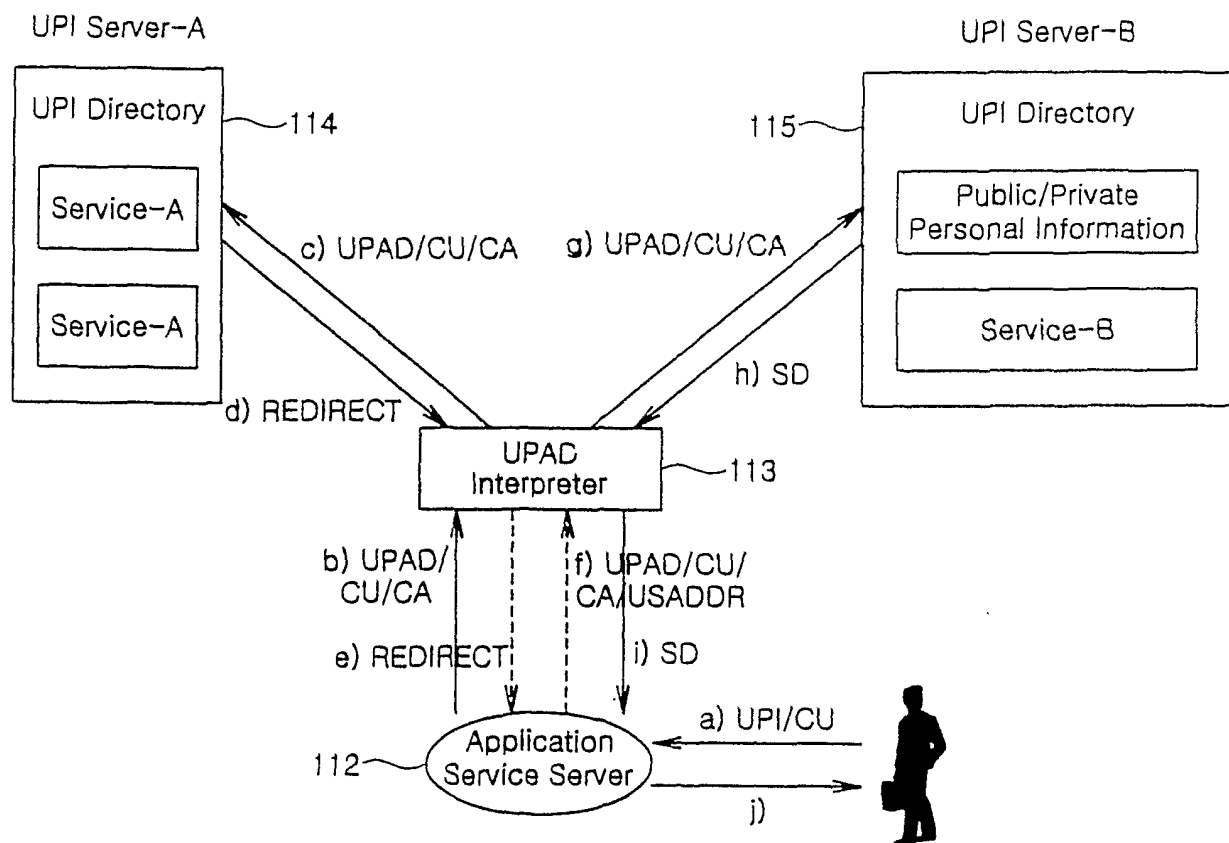 UPI Server-A
UPI Server-B
UPI Directory
114
115
UPI Directory
Service-A
Public/Private
Personal Information
c) UPAD/CU/CA
g) UPAD/CU/CA
Service-A
Service-B
h) SD
d) REDIRECT
UPAD
Interpreter
113
b) UPAD/
CU/CA
f) UPAD/CU/
CA/USADDR
e) REDIRECT
i) SD
a) UPI/CU
112
Application
Service Server
j)